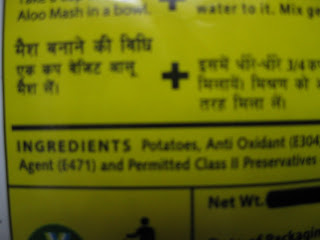 Aloo Mash in a bowl.
water to it. Mix
मैश बनाने की विधि
एक कप बेजिट आलू
मैश लें।
इसमें धीरे-धीरे 3/4
मिलायें। मिश्रण को
तरह मिला लें।
INGREDIENTS Potatoes, Anti Oxidant (E304
Agent (E471) and Permitted Class II Preservatives
Net Wt.